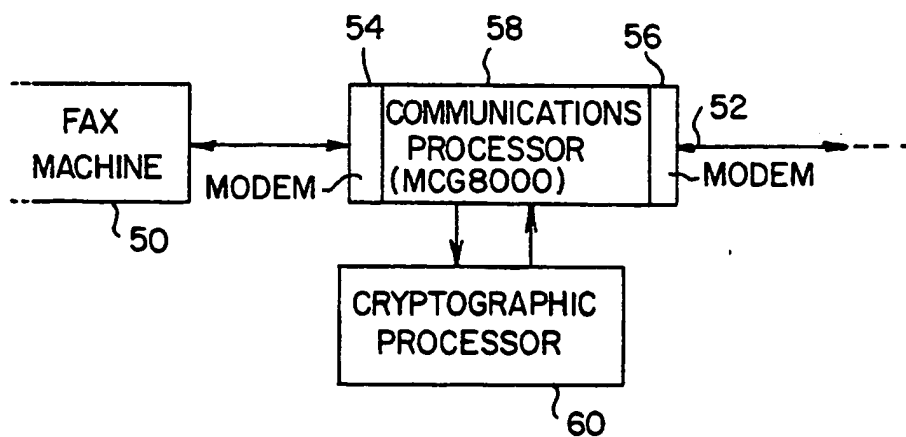 54
58
56
FAX
MACHINE
COMMUNICATIONS
PROCESSOR
(MCG8000)
52
MODEM
MODEM
50
CRYPTOGRAPHIC
PROCESSOR
60